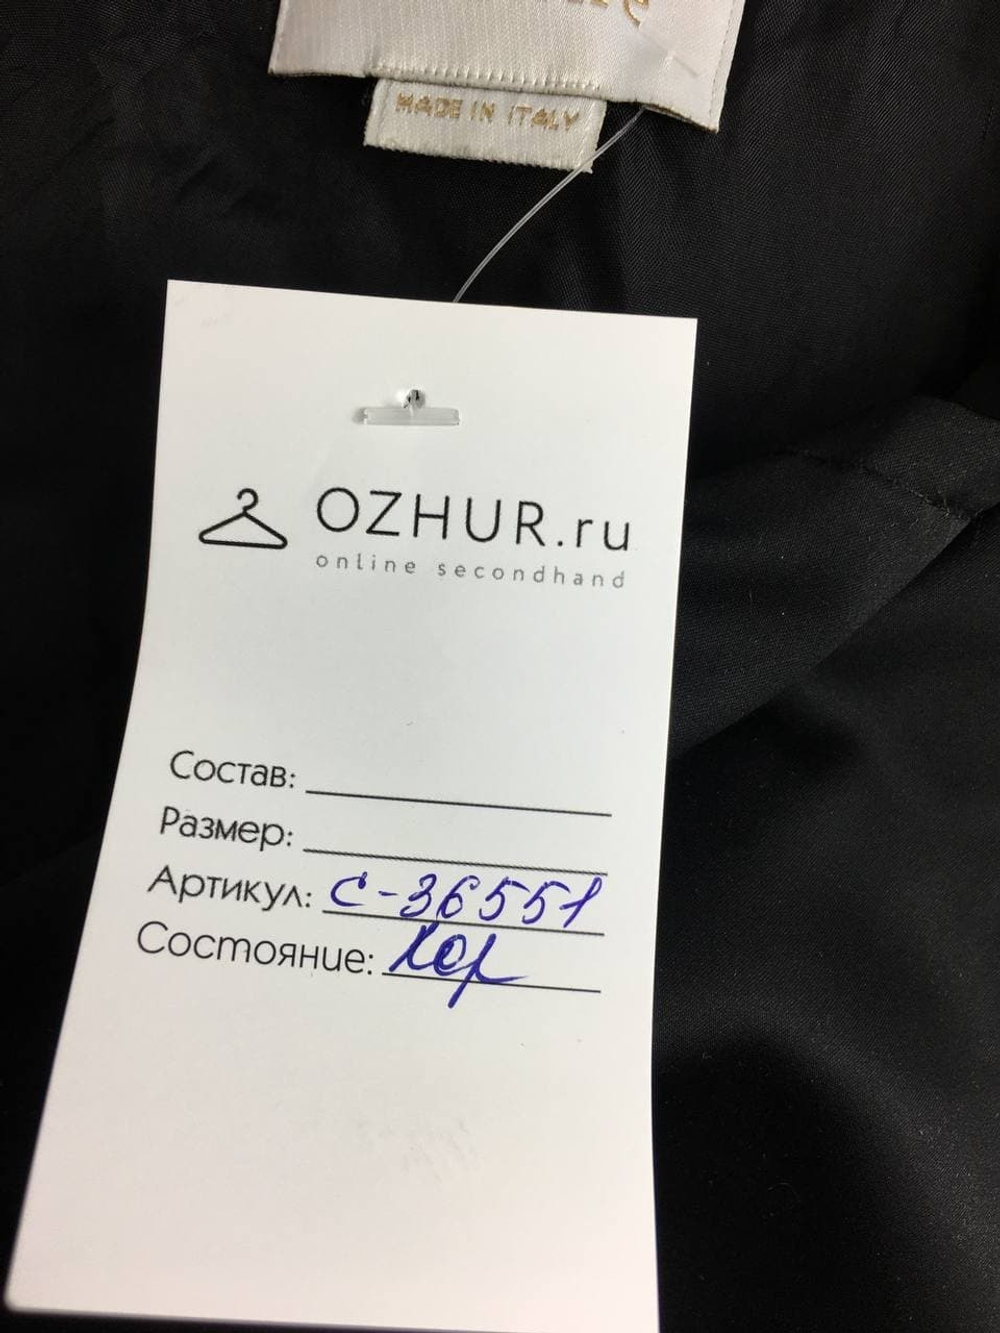 MADE IN ITALY
OZHUR.ru
online secondhand
Состав:
Размер:
Артикул: С-36551
Состояние: Хор